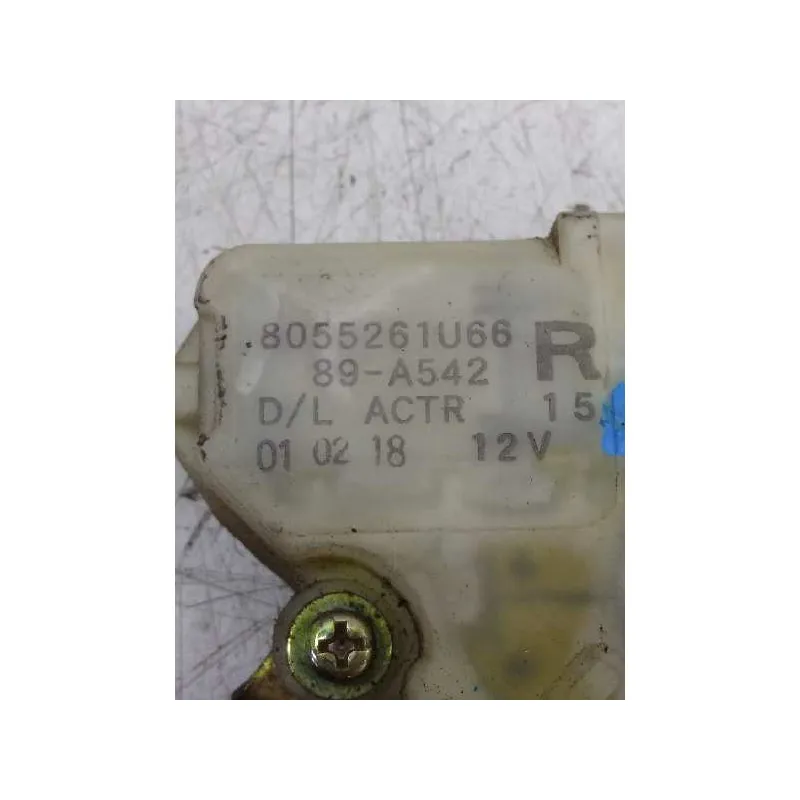 8055261U66 R
89-A542
D/L ACTR 15
01 02 18 12V